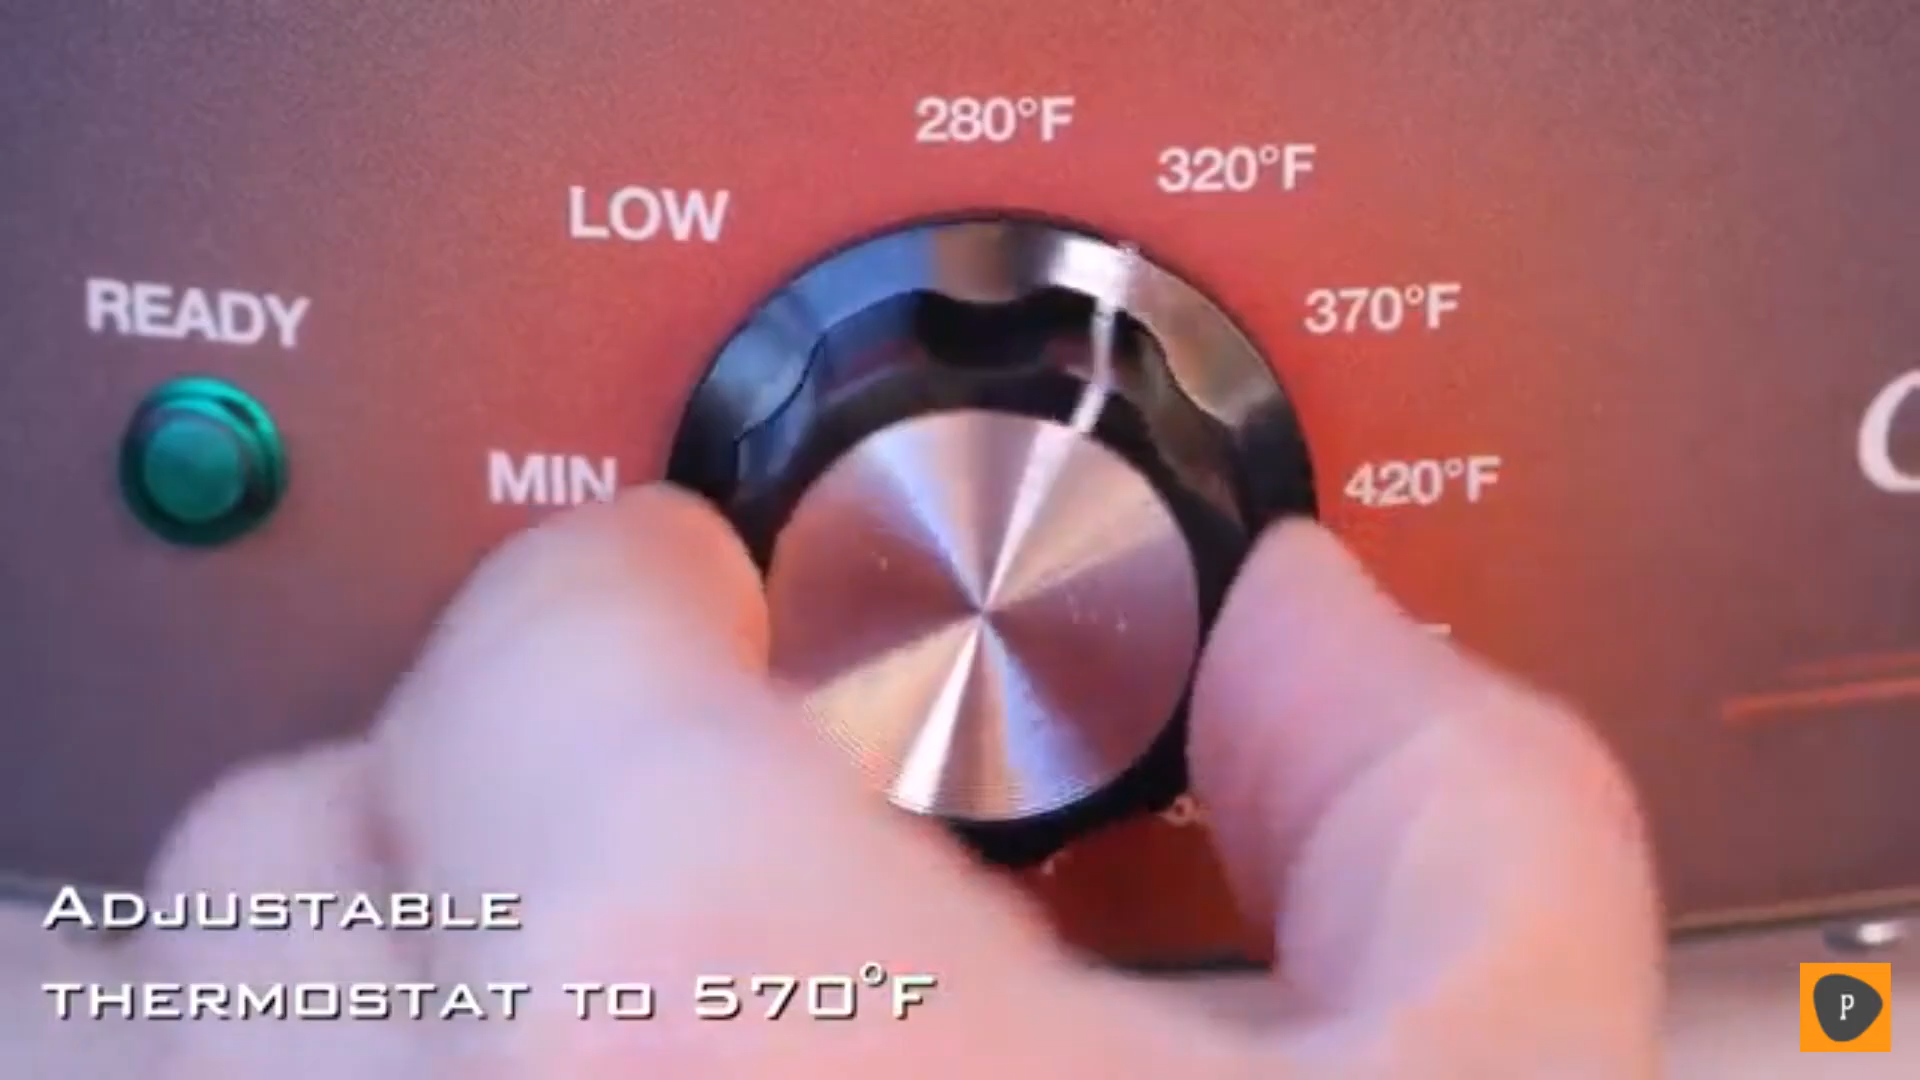 280°F
320°F
LOW
READY
370°F
MIN
420°F
ADJUSTABLE
THERMOSTAT TO 570°F
P